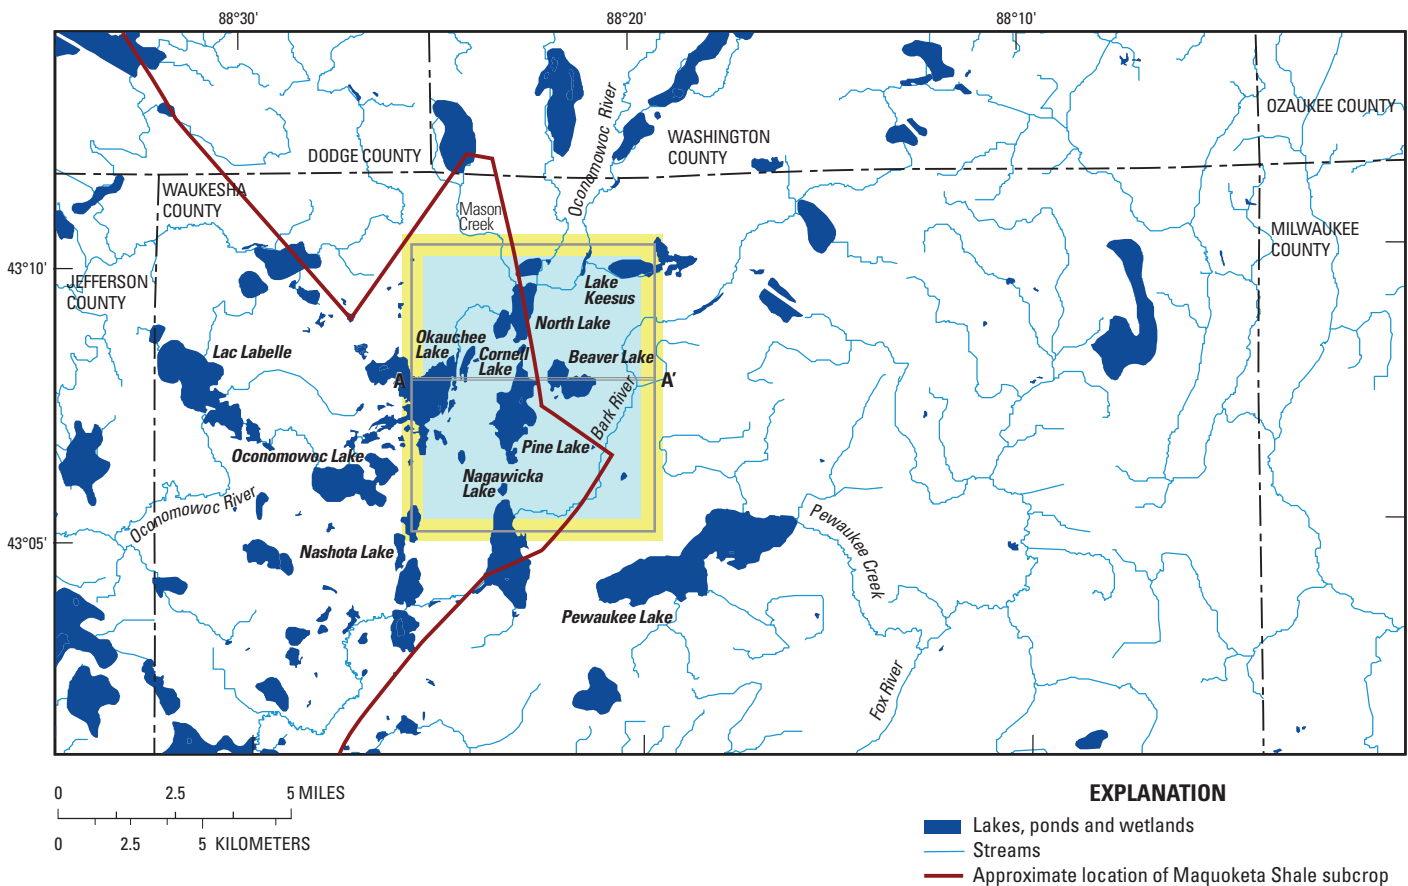 88°30'
88°20'
88°10'
OZAUKEE COUNTY
Oconomowoc River
WASHINGTON
COUNTY
DODGE COUNTY
WAUKESHA
COUNTY
Mason
Creek
MILWAUKEE
COUNTY
43°10'
JEFFERSON
COUNTY
Lake
Keesus
North Lake
Okauchee
Lake
Cornell
Lake
Beaver Lake
Lac Labelle
A
A'
Bark River
Pine Lake
Oconomowoc Lake
Nagawicka
Lake
Oconomowoc River
Pewaukee Creek
43°05'
Nashota Lake
Pewaukee Lake
Fox River
0 2.5 5 MILES
0 2.5 5 KILOMETERS
EXPLANATION
Lakes, ponds and wetlands
Streams
Approximate location of Maquoketa Shale subcrop